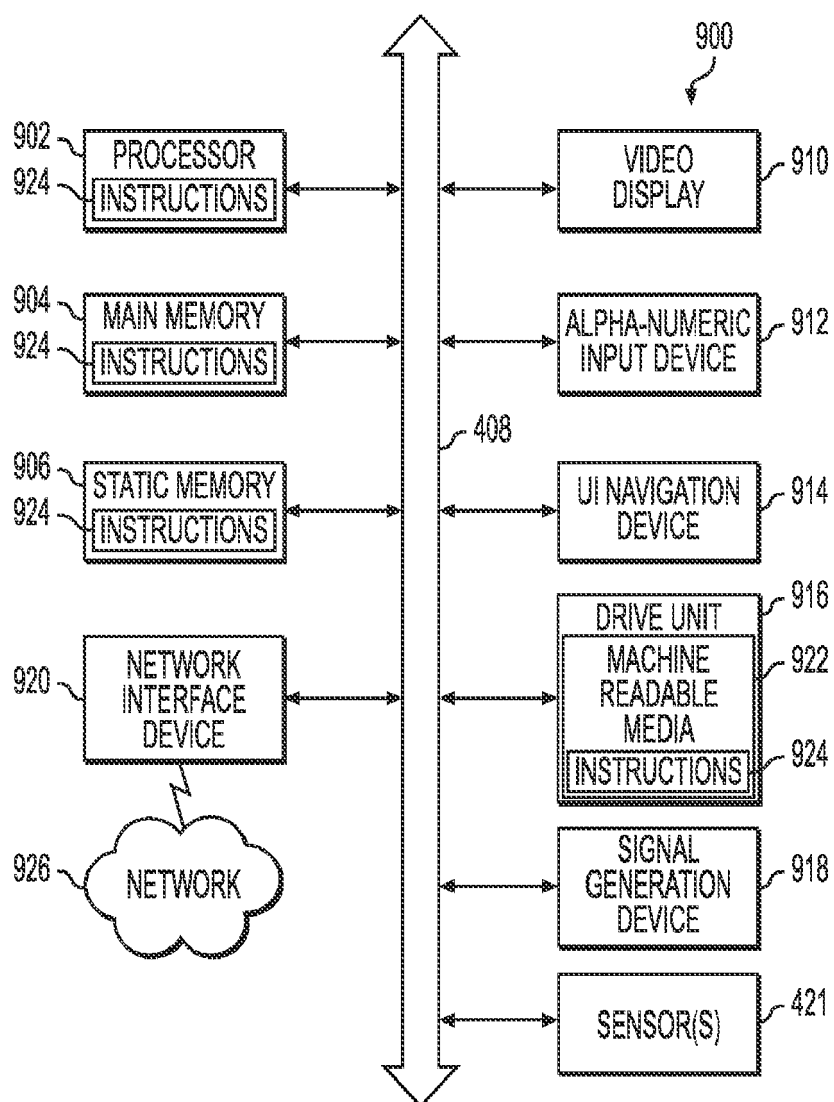 900
902
PROCESSOR
924
INSTRUCTIONS
VIDEO
DISPLAY
910
904
MAIN MEMORY
924
INSTRUCTIONS
ALPHA-NUMERIC
INPUT DEVICE
912
408
906
STATIC MEMORY
924
INSTRUCTIONS
UI NAVIGATION
DEVICE
914
920
NETWORK
INTERFACE
DEVICE
DRIVE UNIT
916
MACHINE
READABLE
MEDIA
922
INSTRUCTIONS
924
926
NETWORK
SIGNAL
GENERATION
DEVICE
918
SENSOR(S)
421